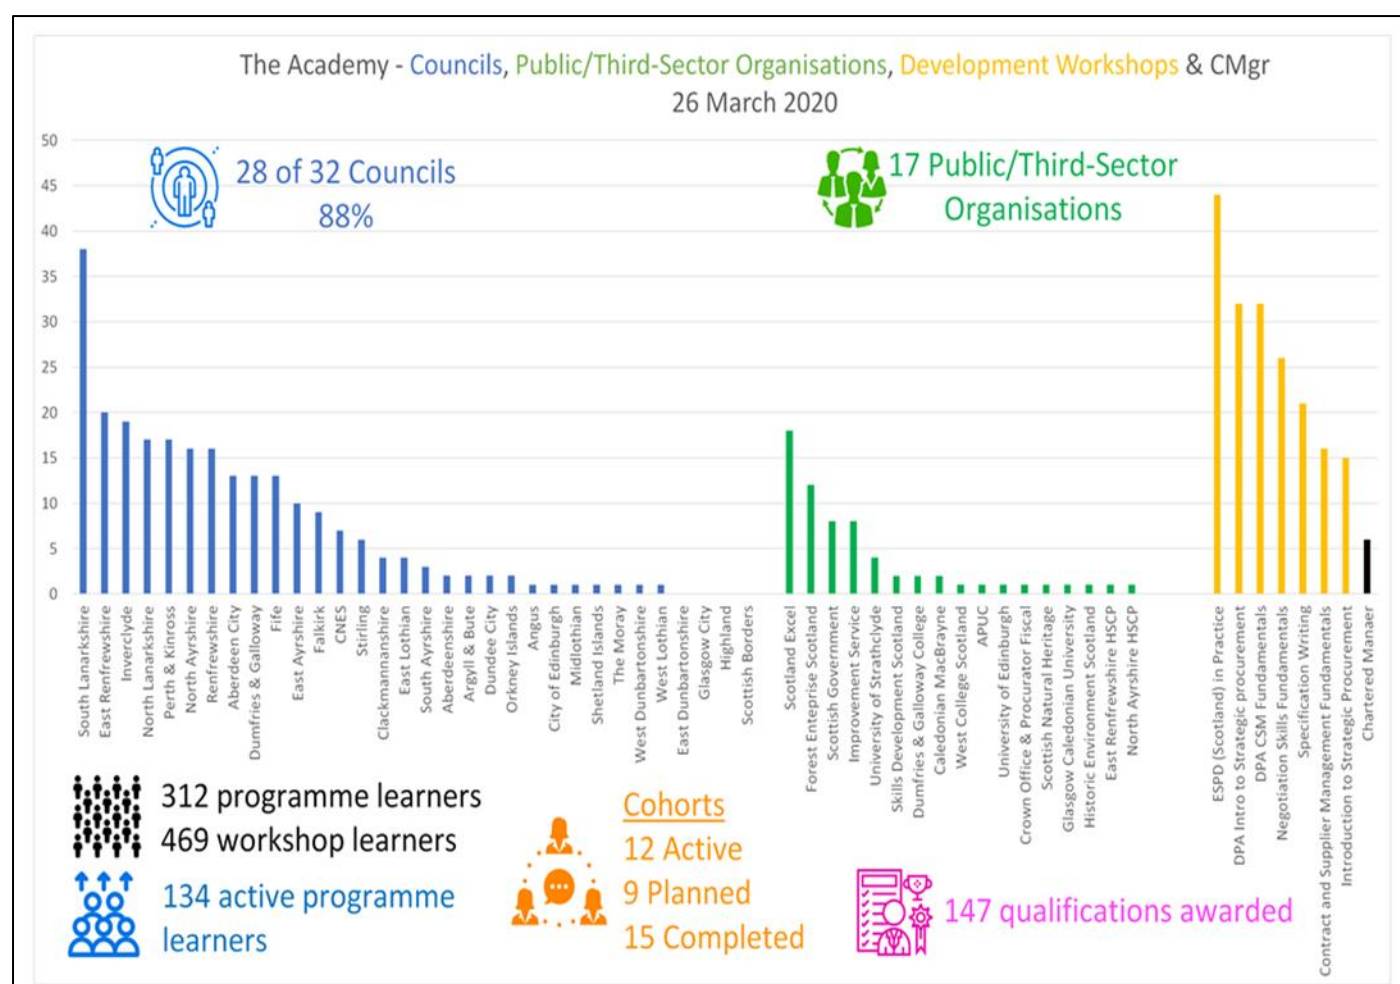 The Academy - Councils, Public/Third-Sector Organisations, Development Workshops & CMgr
26 March 2020
50
45
40
35
30
25
20
15
10
5
0
28 of 32 Councils
88%
17 Public/Third-Sector
Organisations
South Lanarkshire
East Renfrewshire
Inverclyde
North Lanarkshire
Perth & Kinross
North Ayrshire
Renfrewshire
Aberdeen City
Dumfries & Galloway
Fife
East Ayrshire
Falkirk
CNES
Stirling
Clackmannanshire
East Lothian
South Ayrshire
Aberdeenshire
Argyll & Bute
Dundee City
Orkney Islands
Angus
City of Edinburgh
Midlothian
Shetland Islands
The Moray
West Dunbartonshire
West Lothian
East Dunbartonshire
Glasgow City
Highland
Scottish Borders
Scotland Excel
Forest Enteprise Scotland
Scottish Government
Improvement Service
University of Strathclyde
Skills Development Scotland
Dumfries & Galloway College
Caledonian MacBrayne
West College Scotland
APUC
University of Edinburgh
Crown Office & Procurator Fiscal
Scottish Natural Heritage
Glasgow Caledonian University
Historic Environment Scotland
East Renfrewshire HSCP
North Ayrshire HSCP
ESPD (Scotland) in Practice
DPA Intro to Strategic procurement
DPA CSM Fundamentals
Negotiation Skills Fundamentals
Specification Writing
Contract and Supplier Management Fundamentals
Introduction to Strategic Procurement
Chartered Manaer
312 programme learners
469 workshop learners
134 active programme
learners
Cohorts
12 Active
9 Planned
15 Completed
147 qualifications awarded